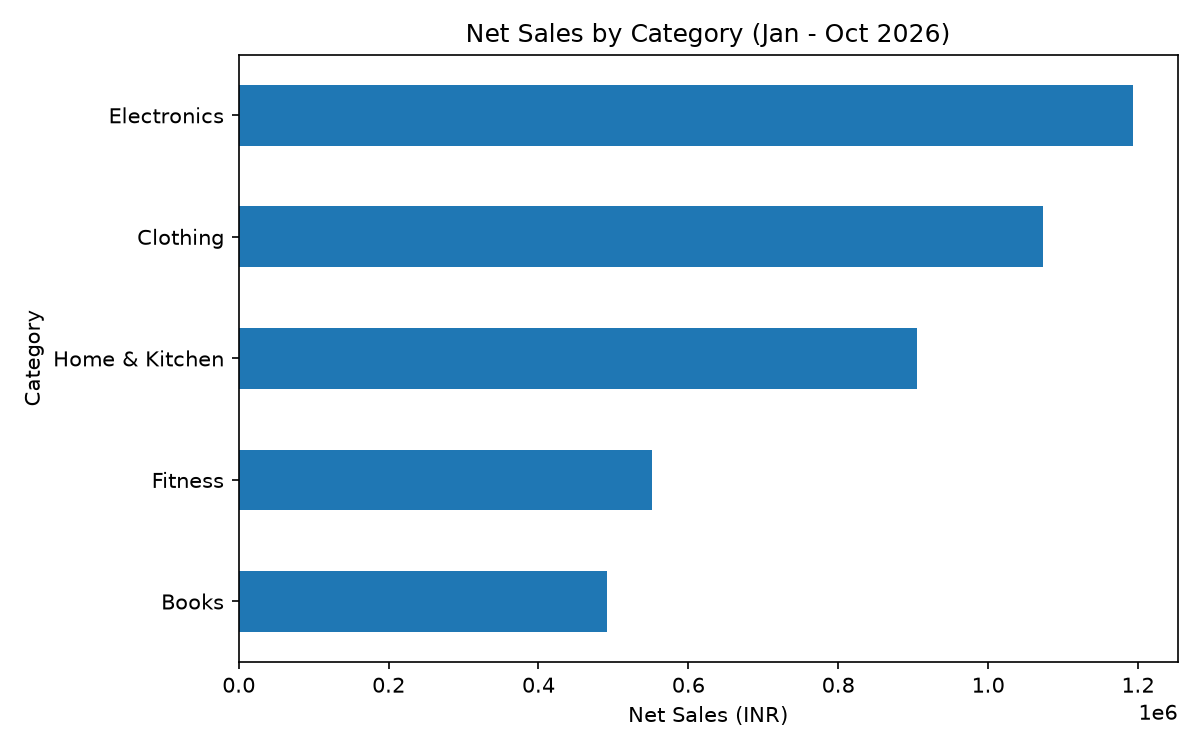 Net Sales by Category (Jan - Oct 2026)
Electronics
Clothing
Home & Kitchen
Fitness
Books
Category
0.0 0.2 0.4 0.6 0.8 1.0 1.2
1e6
Net Sales (INR)